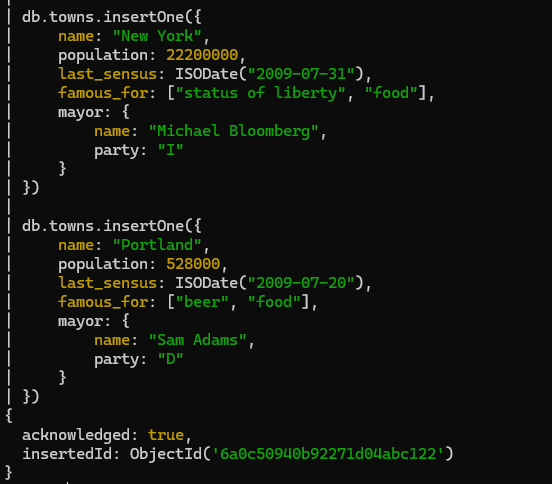 |
| db.towns.insertOne({
|     name: "New York",
|     population: 22200000,
|     last_sensus: ISODate("2009-07-31"),
|     famous_for: ["status of liberty", "food"],
|     mayor: {
|         name: "Michael Bloomberg",
|         party: "I"
|     }
| })
|
| db.towns.insertOne({
|     name: "Portland",
|     population: 528000,
|     last_sensus: ISODate("2009-07-20"),
|     famous_for: ["beer", "food"],
|     mayor: {
|         name: "Sam Adams",
|         party: "D"
|     }
| })
{
  acknowledged: true,
  insertedId: ObjectId('6a0c50940b92271d04abc122')
}